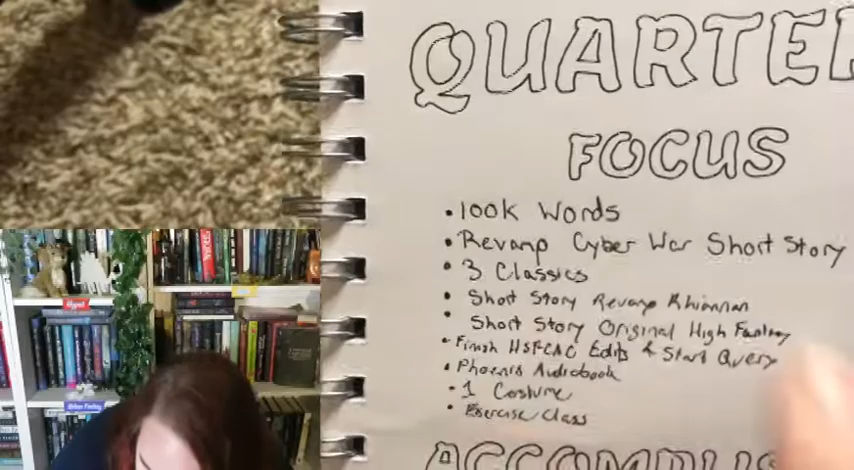 QUARTE
FOCUS
• 100K Words
• Revamp Cyber War Short Story
• 3 Classics
• Short Story Revamp Rhiannan
• Short Story Original High Fantasy
• Finish Edits & Start Query
• Phoenix Audiobook
• 1 Costume
• Exercise/Class
ACCOMPLIS